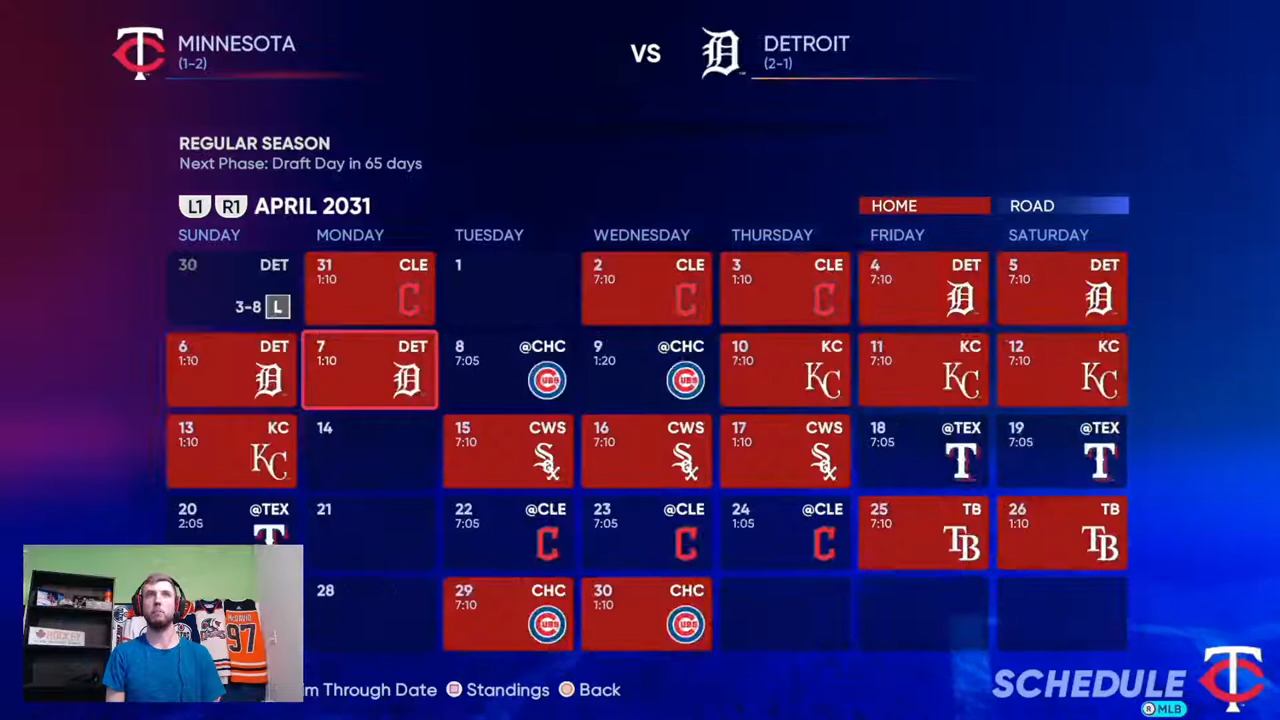 MINNESOTA
(1-2)
VS
DETROIT
(2-1)
REGULAR SEASON
Next Phase: Draft Day in 65 days
L1 R1 APRIL 2031
HOME ROAD
SUNDAY MONDAY TUESDAY WEDNESDAY THURSDAY FRIDAY SATURDAY
30 DET 31 CLE 1 2 CLE 3 CLE 4 DET 5 DET
1:10 7:10 1:10 7:10 7:10
3-8 L
6 DET 7 DET 8 @CHC 9 @CHC 10 KC 11 KC 12 KC
1:10 1:10 7:05 1:20 7:10 7:10 7:10
13 KC 14 15 CWS 16 CWS 17 CWS 18 @TEX 19 @TEX
1:10 7:10 7:10 1:10 7:05 7:05
20 @TEX 21 22 @CLE 23 @CLE 24 @CLE 25 TB 26 TB
2:05 7:05 7:05 1:05 7:10 1:10
28 29 CHC 30 CHC
7:10 1:10
MCDAVID
97
HOCKEY
m Through Date Standings Back
SCHEDULE
R MLB